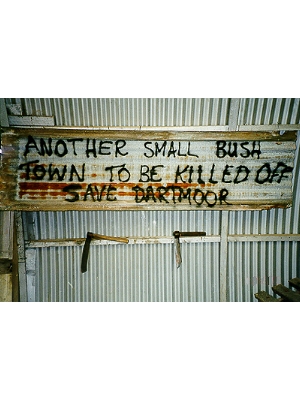 ANOTHER SMALL BUSH
TOWN TO BE KILLED OFF
SAVE DARTMOOR